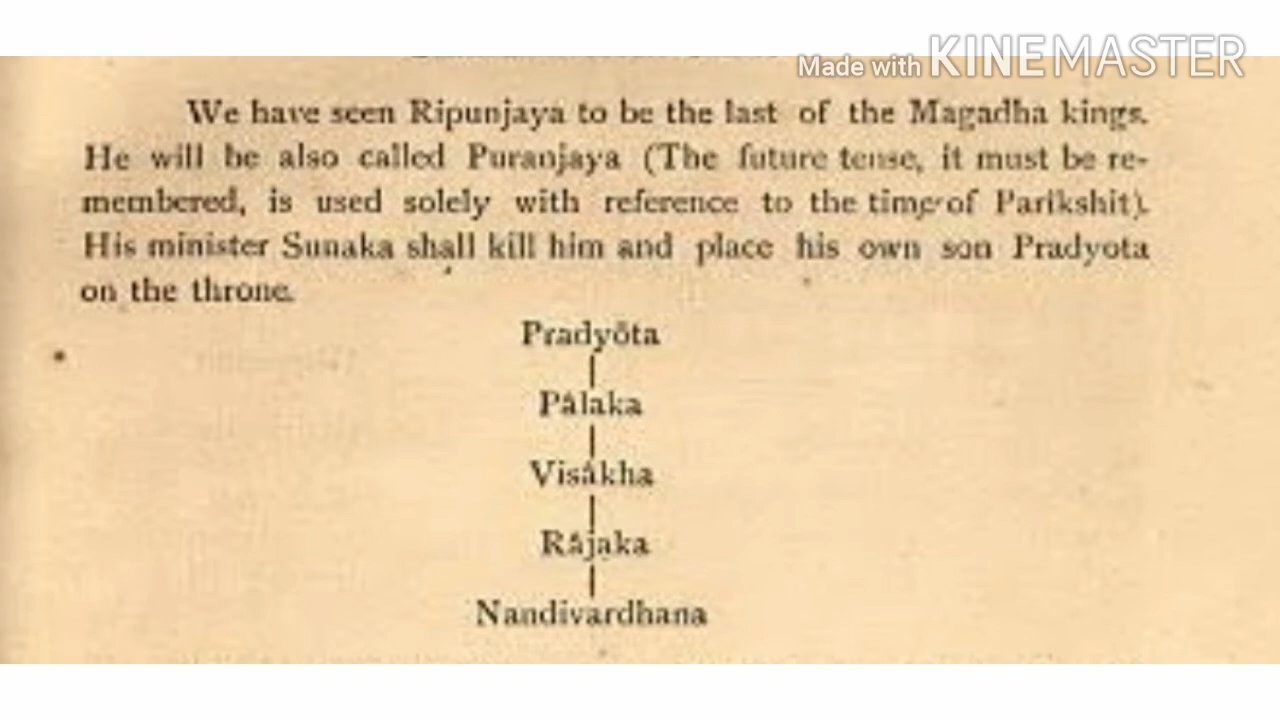 Made with KINEMASTER
We have seen Ripunjaya to be the last of the Magadha kings.
He will be also called Puranjaya (The future tense, it must be re-
membered, is used solely with reference to the time of Parikshit).
His minister Sunaka shall kill him and place his own son Pradyota
on the throne.
Pradyōta
Pâlaka
Visâkha
Râjaka
Nandivardhana